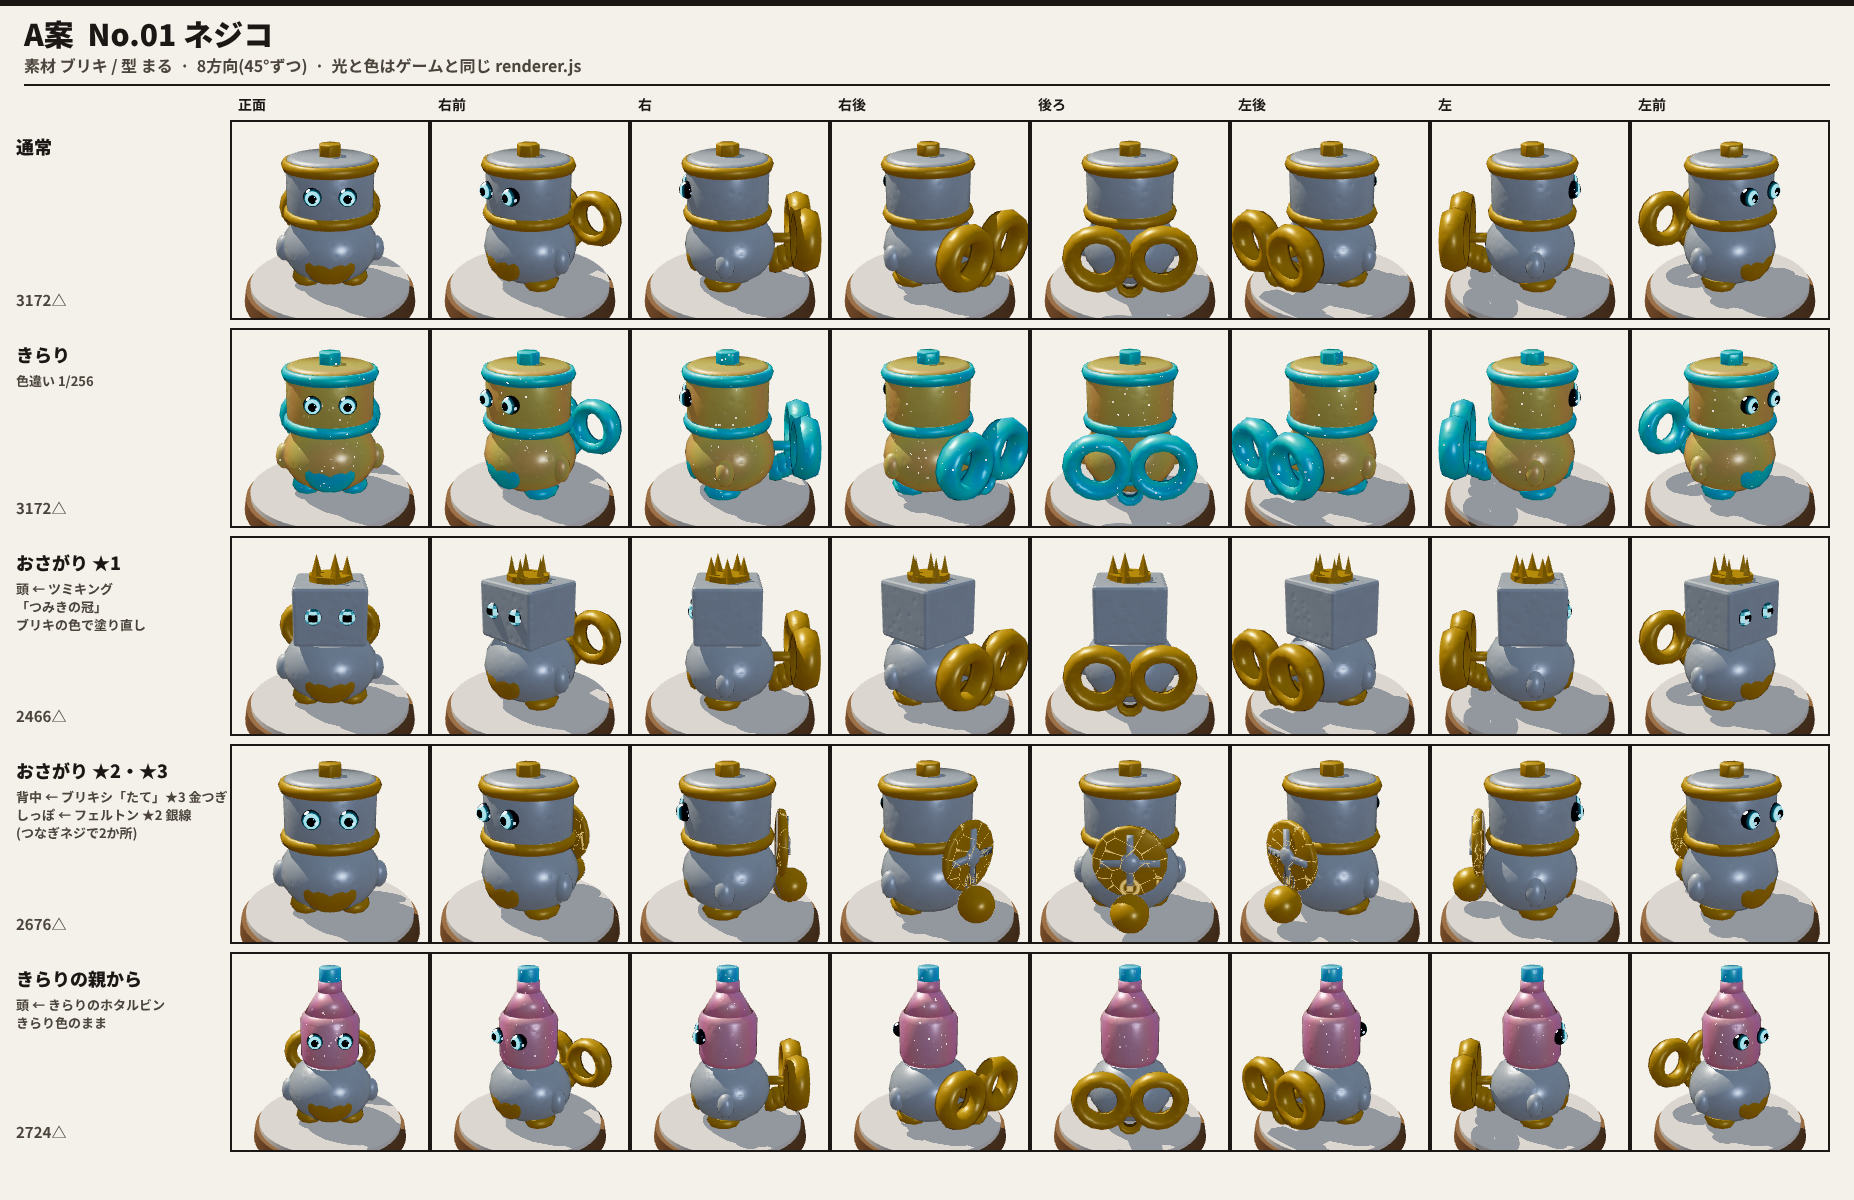 A案 No.01 ネジコ
素材 ブリキ / 型 まる ・ 8方向(45°ずつ) ・ 光と色はゲームと同じ renderer.js
正面 右前 右 右後 後ろ 左後 左 左前
通常
3172△
きらり
色違い 1/256
3172△
おさがり ★1
頭 ← ツミキング
「つみきの冠」
ブリキの色で塗り直し
2466△
おさがり ★2・★3
背中 ← ブリキシ「たて」★3 金つぎ
しっぽ ← フェルトン ★2 銀線
(つなぎネジで2か所)
2676△
きらりの親から
頭 ← きらりのホタルビン
きらり色のまま
2724△